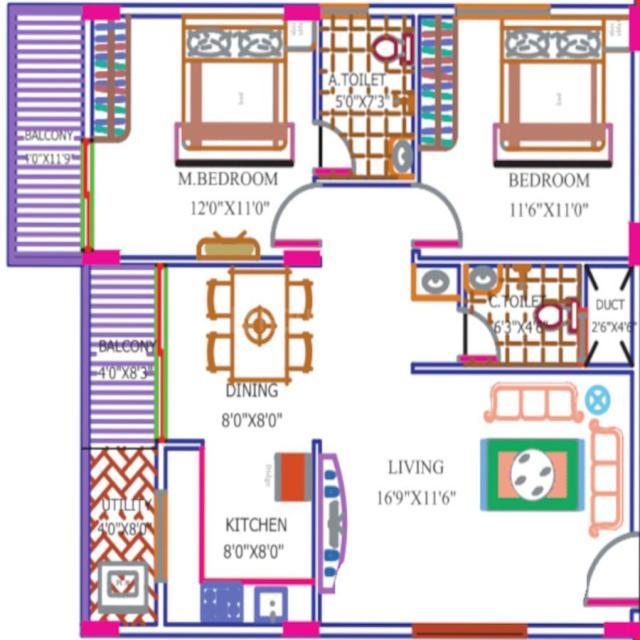 A.TOILET
5'0"X7'3"
BALCONY
4'0"X11'9"
M.BEDROOM
12'0"X11'0"
BEDROOM
11'6"X11'0"
C.TOILET
6'3"X4'6"
DUCT
2'6"X4'6"
BALCONY
4'0"X8'3"
DINING
8'0"X8'0"
LIVING
16'9"X11'6"
UTILITY
4'0"X8'0"
KITCHEN
8'0"X8'0"